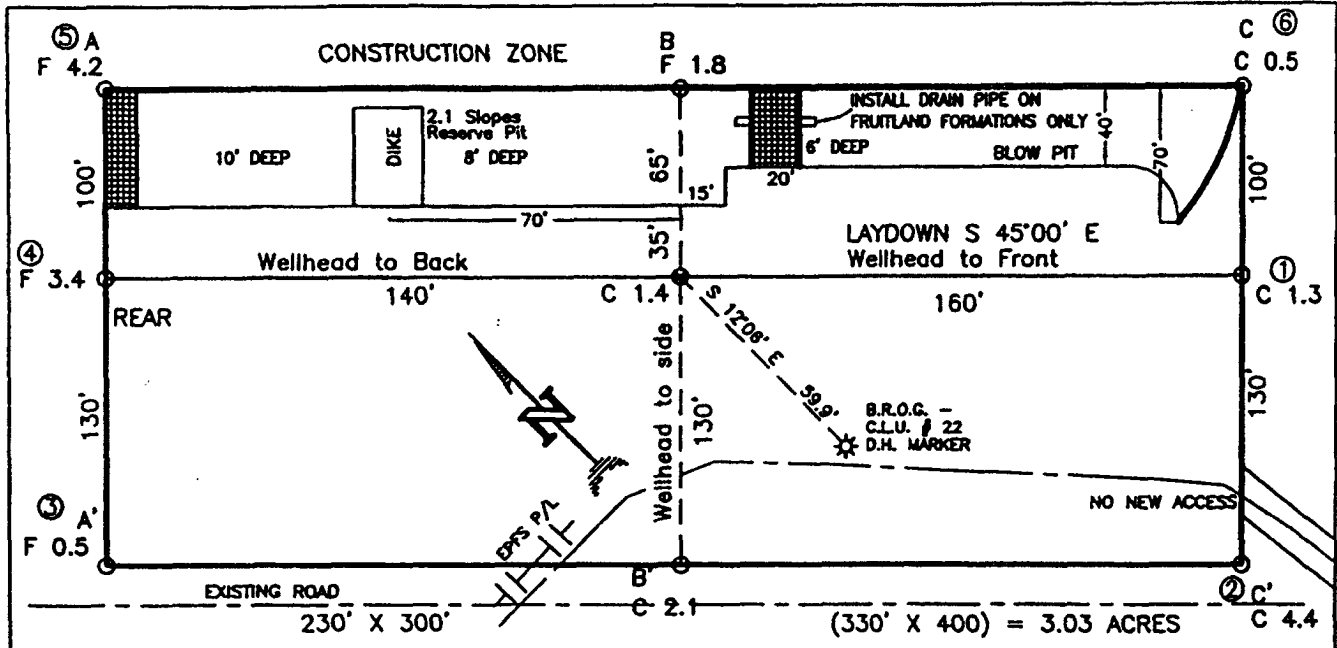 ⑤ A
F 4.2
CONSTRUCTION ZONE
B
F 1.8
C ⑥
C 0.5
INSTALL DRAIN PIPE ON
FRUITLAND FORMATIONS ONLY
2.1 Slopes
Reserve Pit
10' DEEP
DIKE
8' DEEP
6' DEEP
BLOW PIT
100'
65'
20'
40'
70'
100'
15'
70'
35'
LAYDOWN S 45°00' E
Wellhead to Front
④
F 3.4
Wellhead to Back
140'
C 1.4
160'
①
C 1.3
REAR
S 12°06' E
59.9'
N
130'
Wellhead to side
130'
130'
B.R.O.G. -
C.L.U. # 22
D.H. MARKER
NO NEW ACCESS
③ A'
F 0.5
EPFS P/L
EXISTING ROAD
B'
C 2.1
② C'
C 4.4
230' X 300'
(330' X 400) = 3.03 ACRES